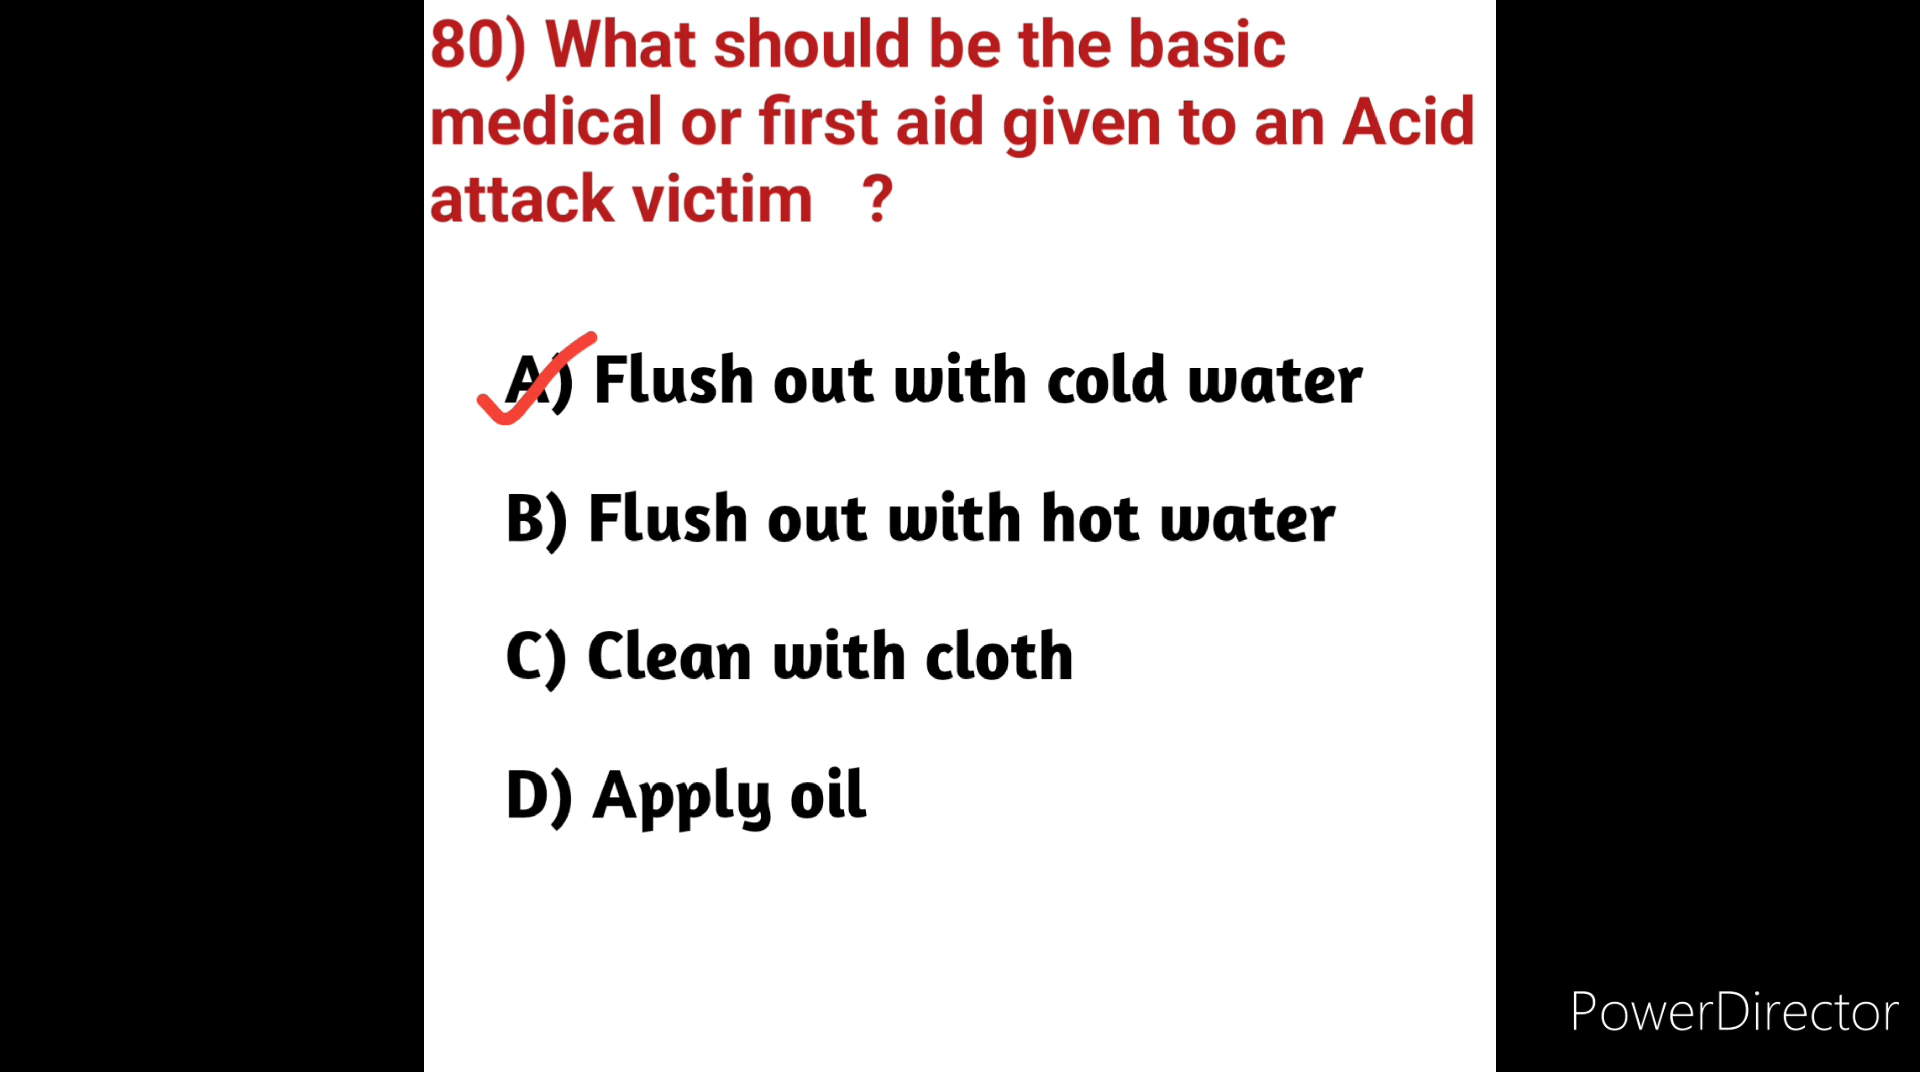 80) What should be the basic
medical or first aid given to an Acid
attack victim ?
A) Flush out with cold water
B) Flush out with hot water
C) Clean with cloth
D) Apply oil
PowerDirector